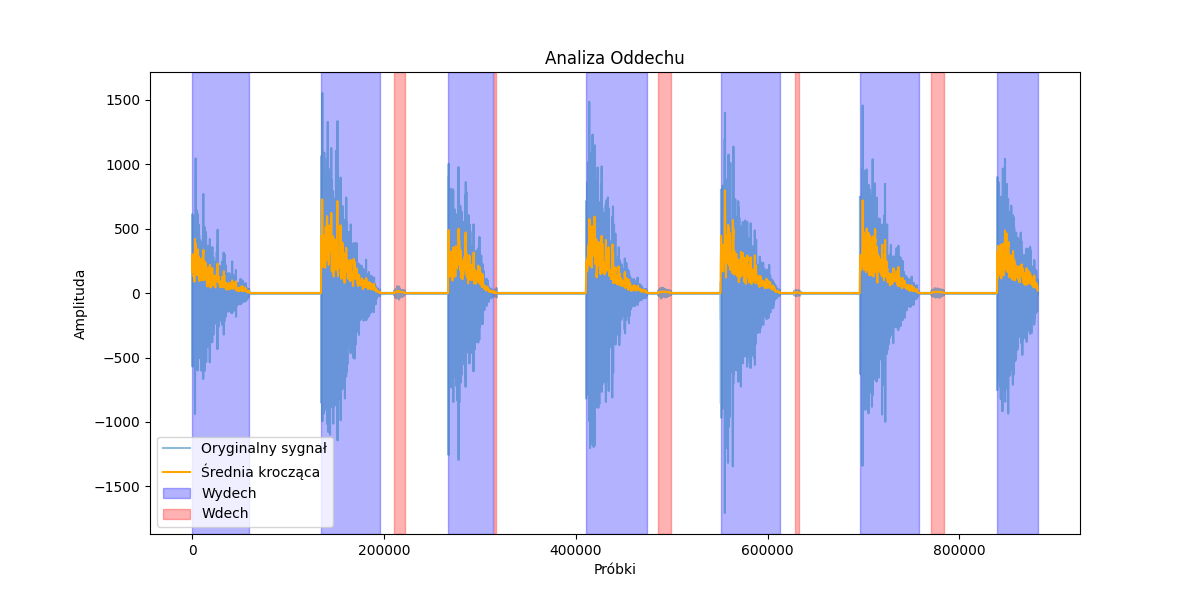 Analiza Oddechu
Amplituda
1500
1000
500
0
−500
−1000
−1500
Oryginalny sygnał
Średnia krocząca
Wydech
Wdech
0
200000
400000
600000
800000
Próbki